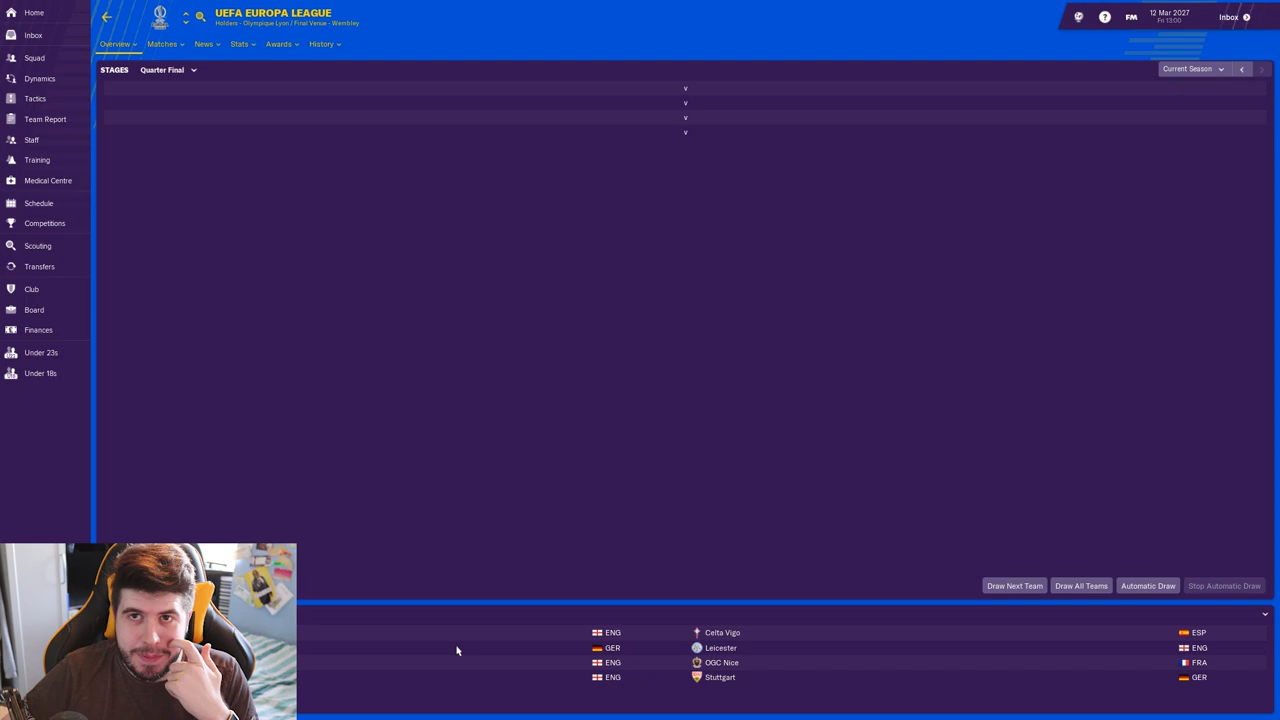 Home
Inbox
Squad
Dynamics
Tactics
Team Report
Staff
Training
Medical Centre
Schedule
Competitions
Scouting
Transfers
Club
Board
Finances
Under 23s
Under 18s
UEFA EUROPA LEAGUE
Holders - Olympique Lyon / Final Venue - Wembley
FM
12 Mar 2027
Fri 13:00
Inbox
Overview
Matches
News
Stats
Awards
History
STAGES Quarter Final
Current Season
v
v
v
v
Draw Next Team
Draw All Teams
Automatic Draw
Stop Automatic Draw
ENG Celta Vigo ESP
GER Leicester ENG
ENG OGC Nice FRA
ENG Stuttgart GER